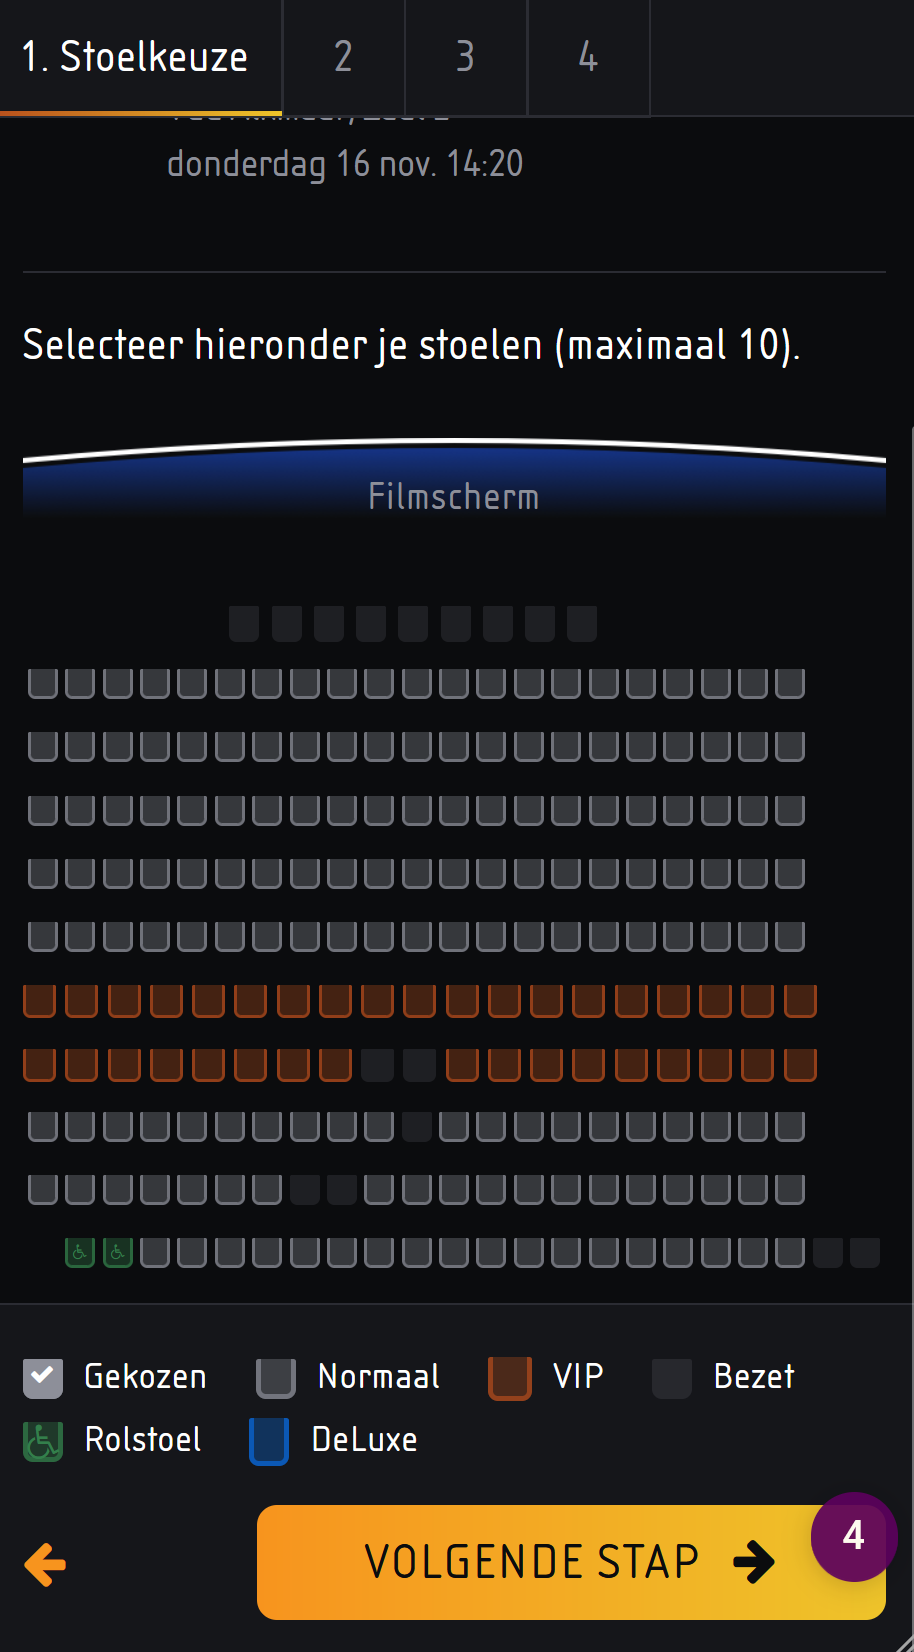 1. Stoelkeuze
2
3
4
donderdag 16 nov. 14:20
Selecteer hieronder je stoelen (maximaal 10).
Filmscherm
Gekozen
Normaal
VIP
Bezet
Rolstoel
DeLuxe
VOLGENDE STAP
4